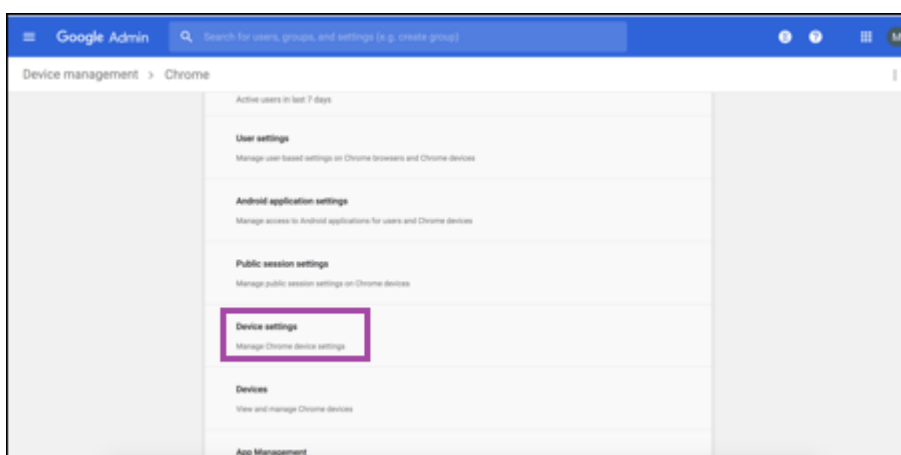 Google Admin
Search for users, groups, and settings (e.g. create group)
Device management > Chrome
Active users in last 7 days
User settings
Manage user-based settings on Chrome browsers and Chrome devices
Android application settings
Manage access to Android applications for users and Chrome devices
Public session settings
Manage public session settings on Chrome devices
Device settings
Manage Chrome device settings
Devices
View and manage Chrome devices
App Management